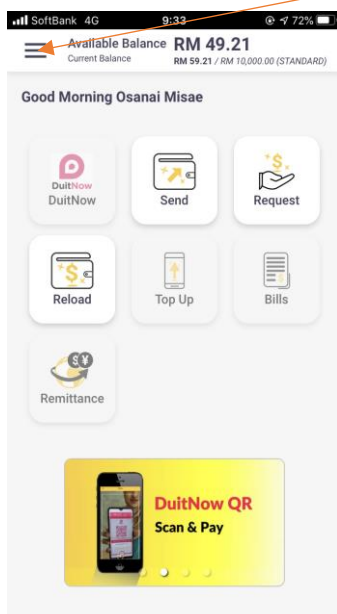 SoftBank 4G 9:33 72%
Available Balance RM 49.21
Current Balance RM 59.21 / RM 10,000.00 (STANDARD)
Good Morning Osanai Misae
DuitNow
DuitNow Send Request
Reload Top Up Bills
Remittance
DuitNow QR
Scan & Pay